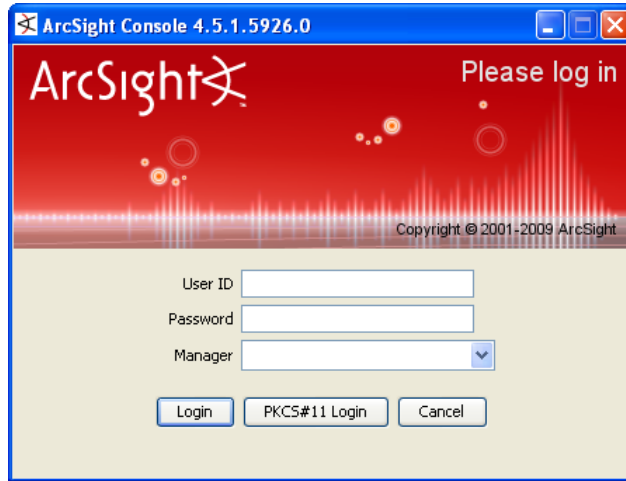 ArcSight Console 4.5.1.5926.0
ArcSight
Please log in
Copyright © 2001-2009 ArcSight
User ID
Password
Manager
Login PKCS#11 Login Cancel